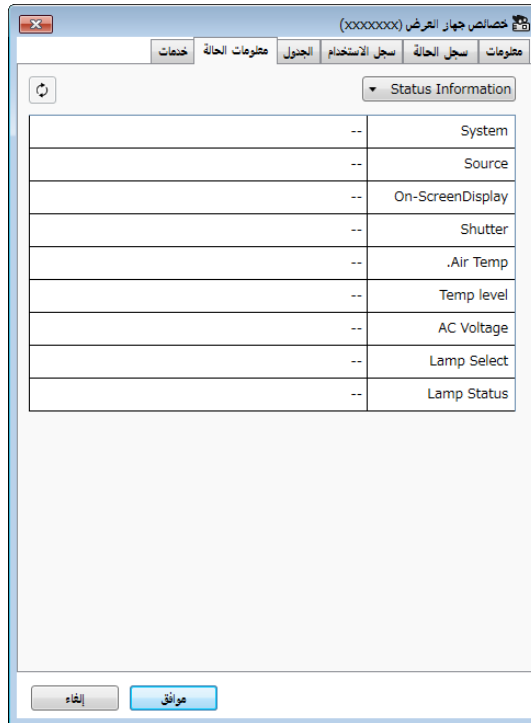 خصائص جهاز العرض (xxxxxxx)
معلومات سجل الحالة سجل الاستخدام الجدول معلومات الحالة خدمات
Status Information
System --
Source --
On-ScreenDisplay --
Shutter --
.Air Temp --
Temp level --
AC Voltage --
Lamp Select --
Lamp Status --
موافق إلغاء